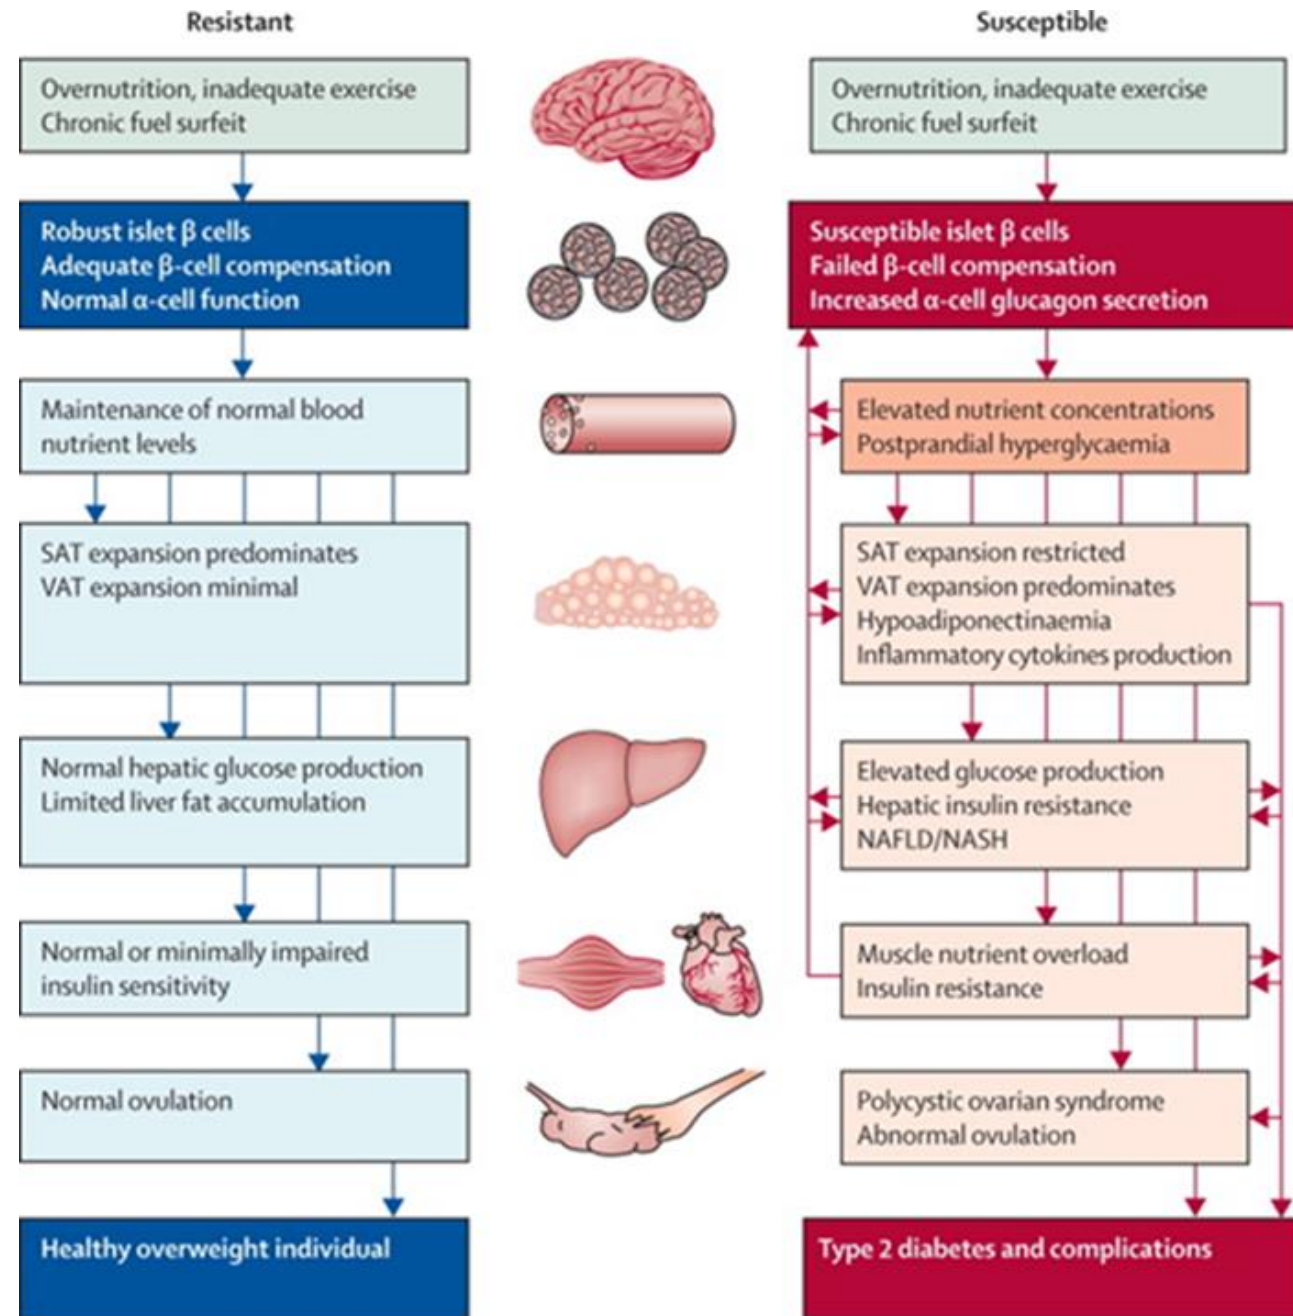 Resistant
Overnutrition, inadequate exercise
Chronic fuel surfeit
Robust islet β cells
Adequate β-cell compensation
Normal α-cell function
Maintenance of normal blood
nutrient levels
SAT expansion predominates
VAT expansion minimal
Normal hepatic glucose production
Limited liver fat accumulation
Normal or minimally impaired
insulin sensitivity
Normal ovulation
Healthy overweight individual
Susceptible
Overnutrition, inadequate exercise
Chronic fuel surfeit
Susceptible islet β cells
Failed β-cell compensation
Increased α-cell glucagon secretion
Elevated nutrient concentrations
Postprandial hyperglycaemia
SAT expansion restricted
VAT expansion predominates
Hypoadiponectinaemia
Inflammatory cytokines production
Elevated glucose production
Hepatic insulin resistance
NAFLD/NASH
Muscle nutrient overload
Insulin resistance
Polycystic ovarian syndrome
Abnormal ovulation
Type 2 diabetes and complications